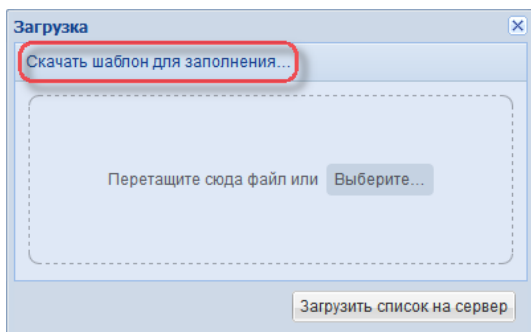 Загрузка
Скачать шаблон для заполнения...
Перетащите сюда файл или Выберите...
Загрузить список на сервер